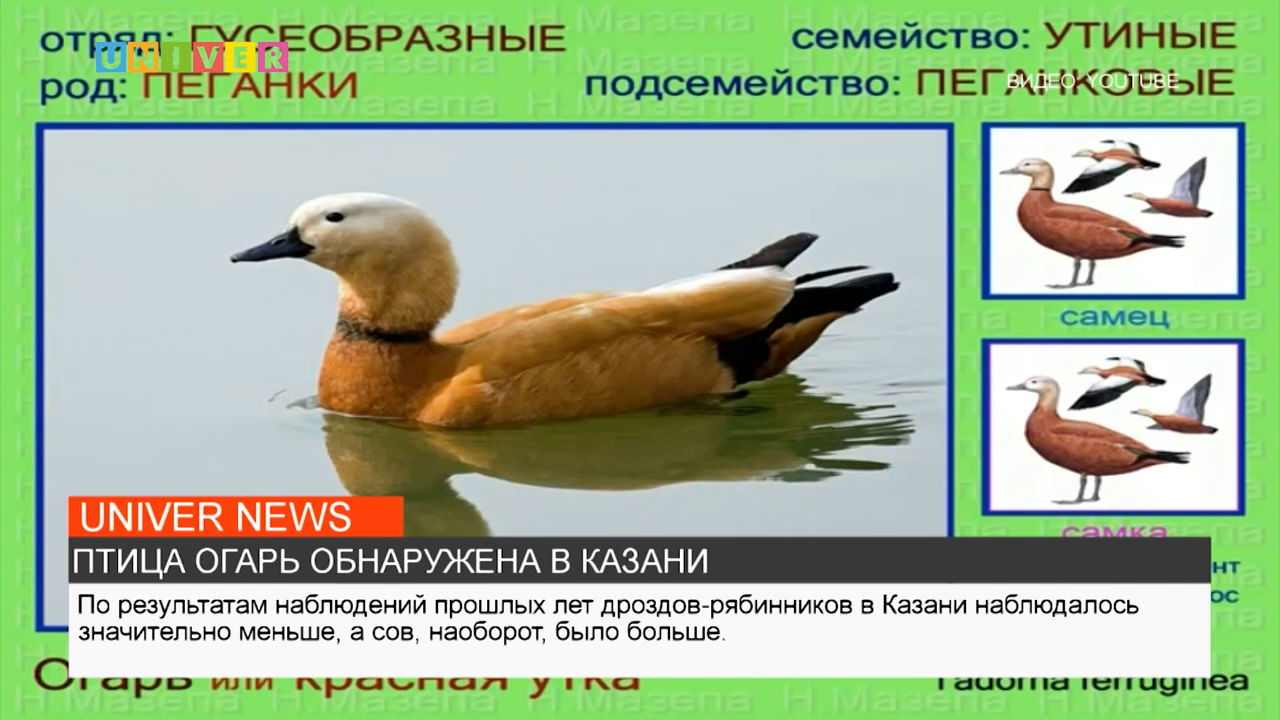 отряд: ГУСЕОБРАЗНЫЕ
семейство: УТИНЫЕ
UNIVER
род: ПЕГАНКИ
подсемейство: ПЕГАНКОВЫЕ
ВИДЕО: YOUTUBE
самец
самка
UNIVER NEWS
ПТИЦА ОГАРЬ ОБНАРУЖЕНА В КАЗАНИ
По результатам наблюдений прошлых лет дроздов-рябинников в Казани наблюдалось
значительно меньше, а сов, наоборот, было больше.
Огарь или красная утка
Tadorna ferruginea
Н.Мазепа